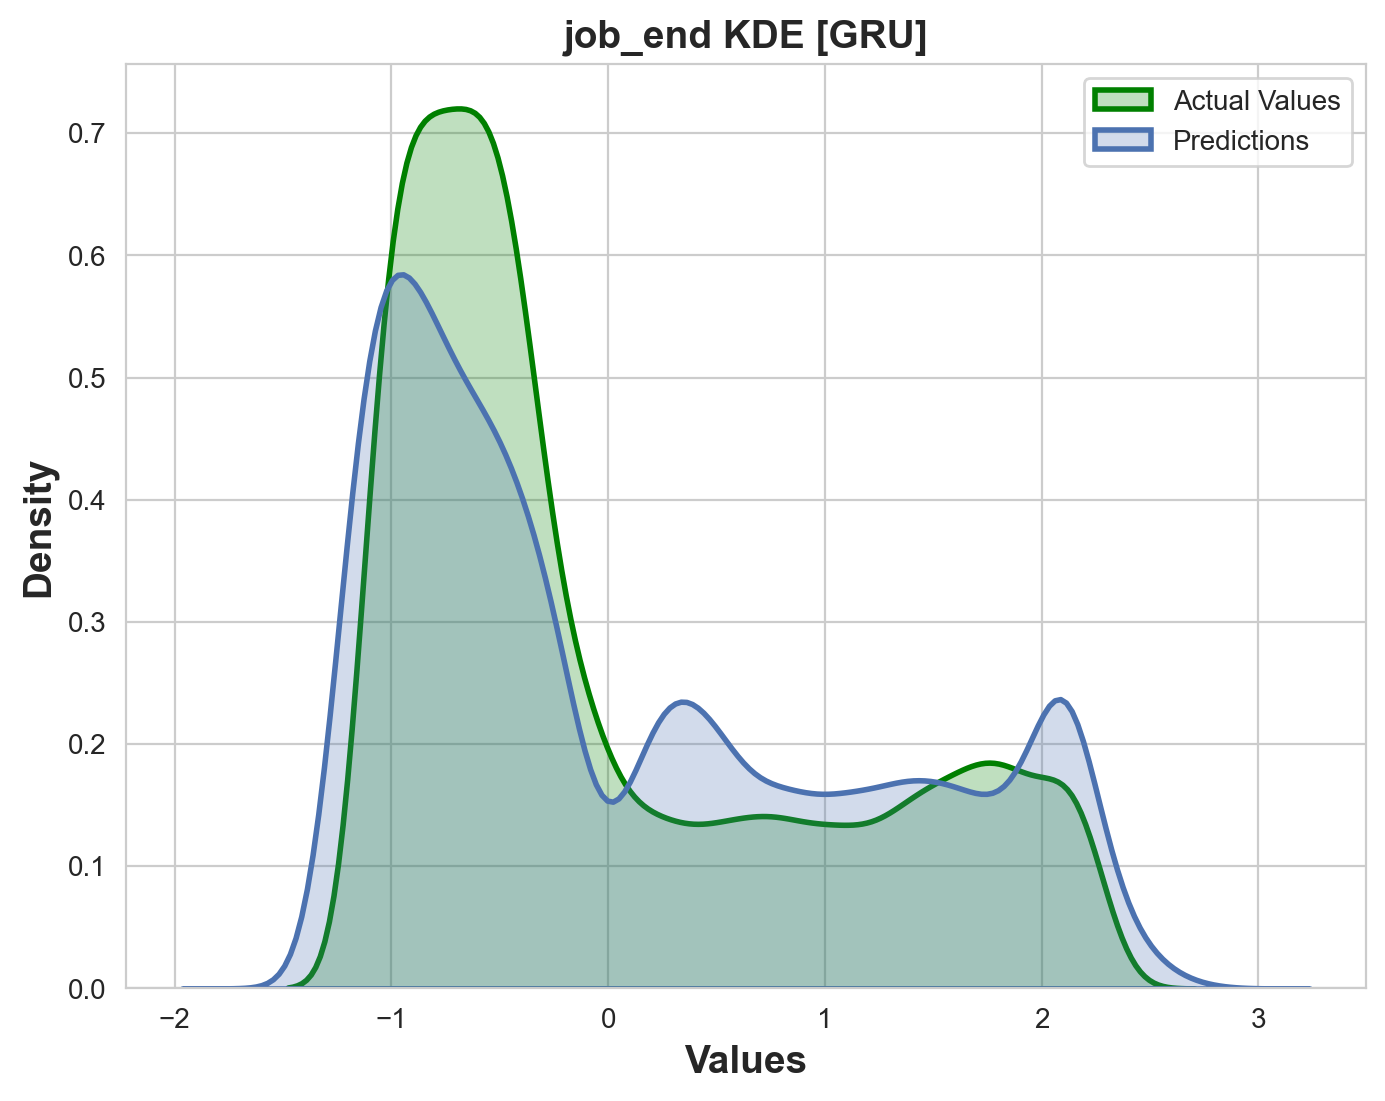 job_end KDE [GRU]
Actual Values
Predictions
0.7
0.6
0.5
0.4
0.3
0.2
0.1
0.0
Density
−2 −1 0 1 2 3
Values